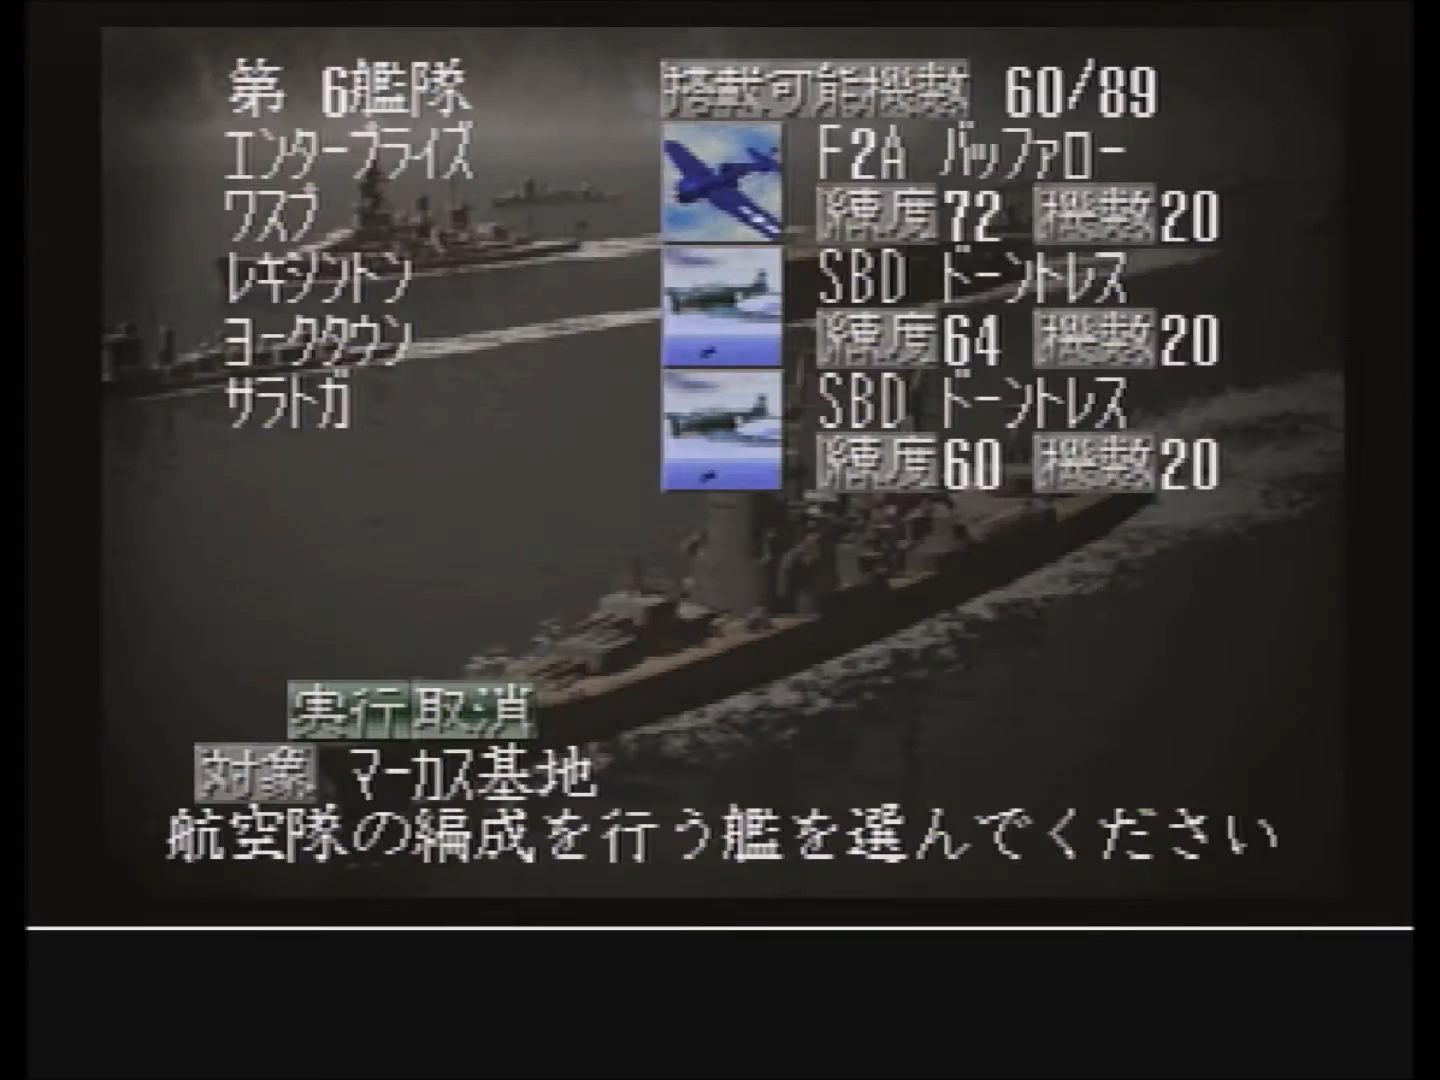 第 6艦隊
エンタープライズ
ワスプ
レキシントン
ヨークタウン
サラトガ
搭載可能機数 60/89
F2A バッファロー
練度72 機数20
SBD ドーントレス
練度64 機数20
SBD ドーントレス
練度60 機数20
実行 取消
対象 マーカス基地
航空隊の編成を行う艦を選んでください